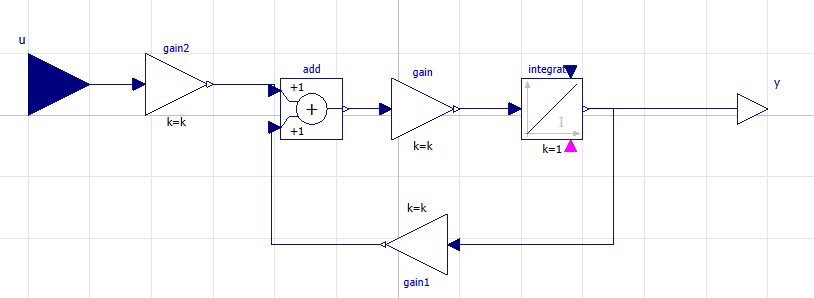 u
gain2
k=k
add
+1
+
+1
gain
k=k
integrat
I
k=1
y
k=k
gain1